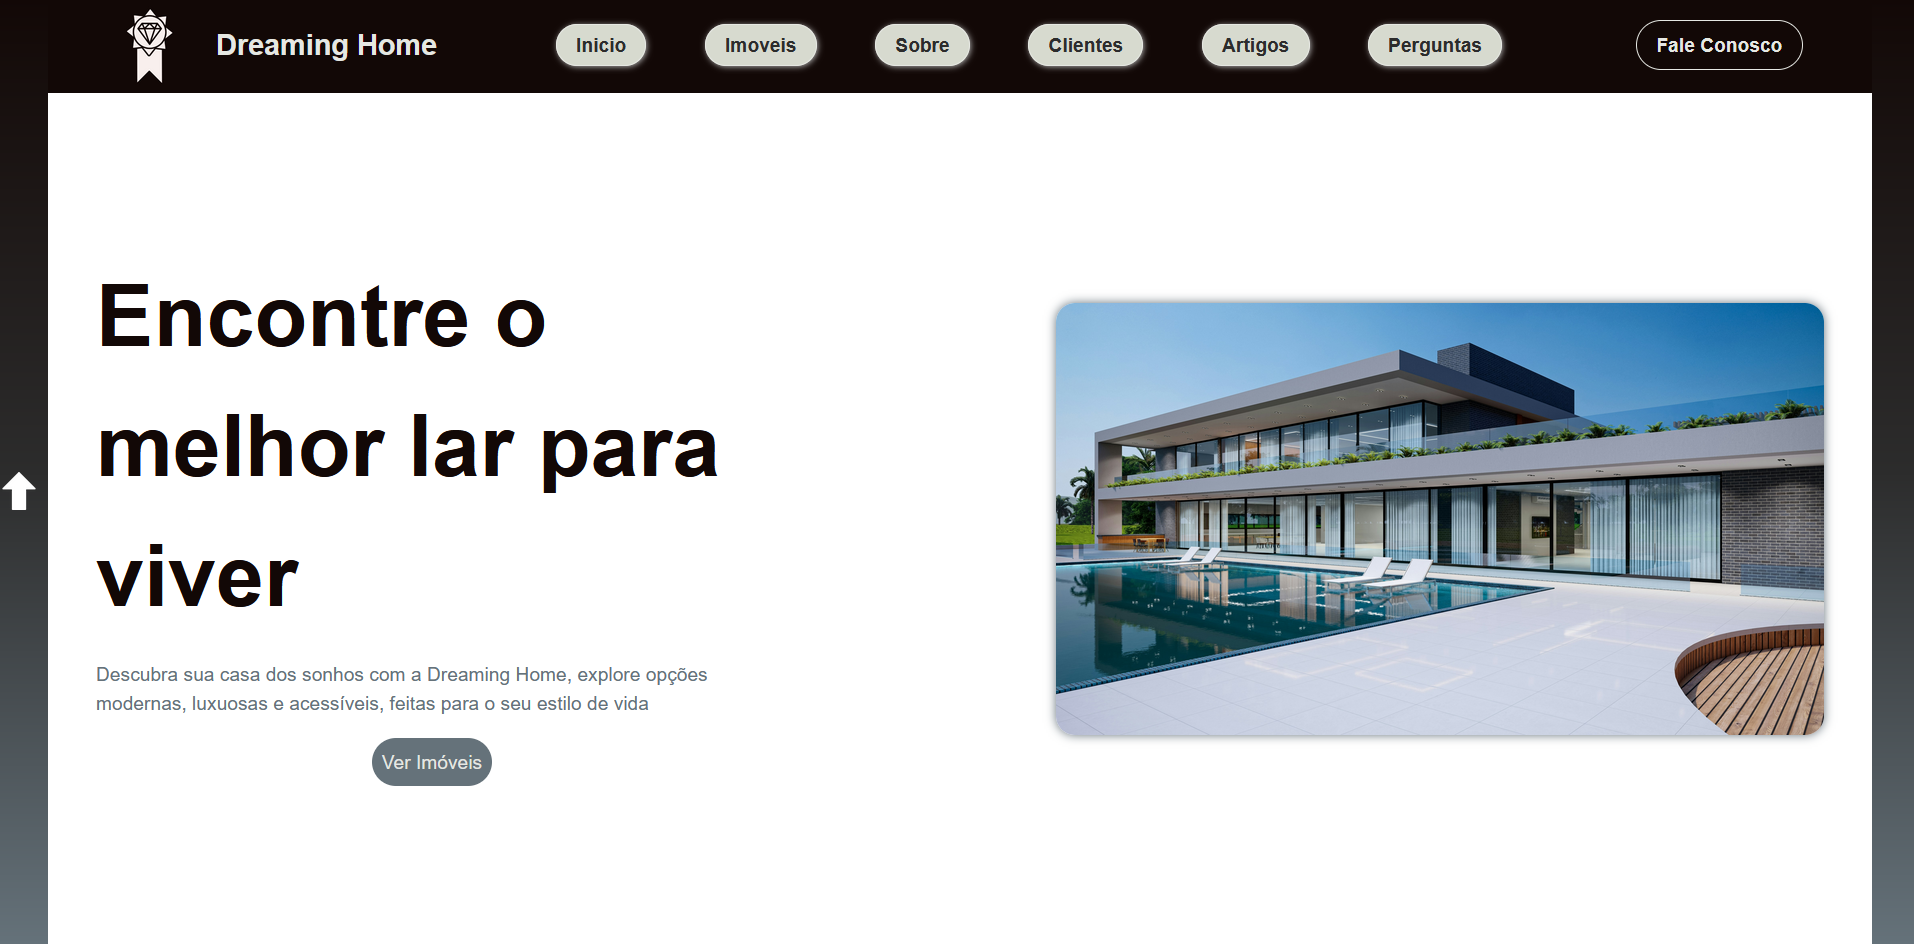 Dreaming Home
Inicio
Imoveis
Sobre
Clientes
Artigos
Perguntas
Fale Conosco
Encontre o
melhor lar para
viver
Descubra sua casa dos sonhos com a Dreaming Home, explore opções
modernas, luxuosas e acessíveis, feitas para o seu estilo de vida
Ver Imóveis